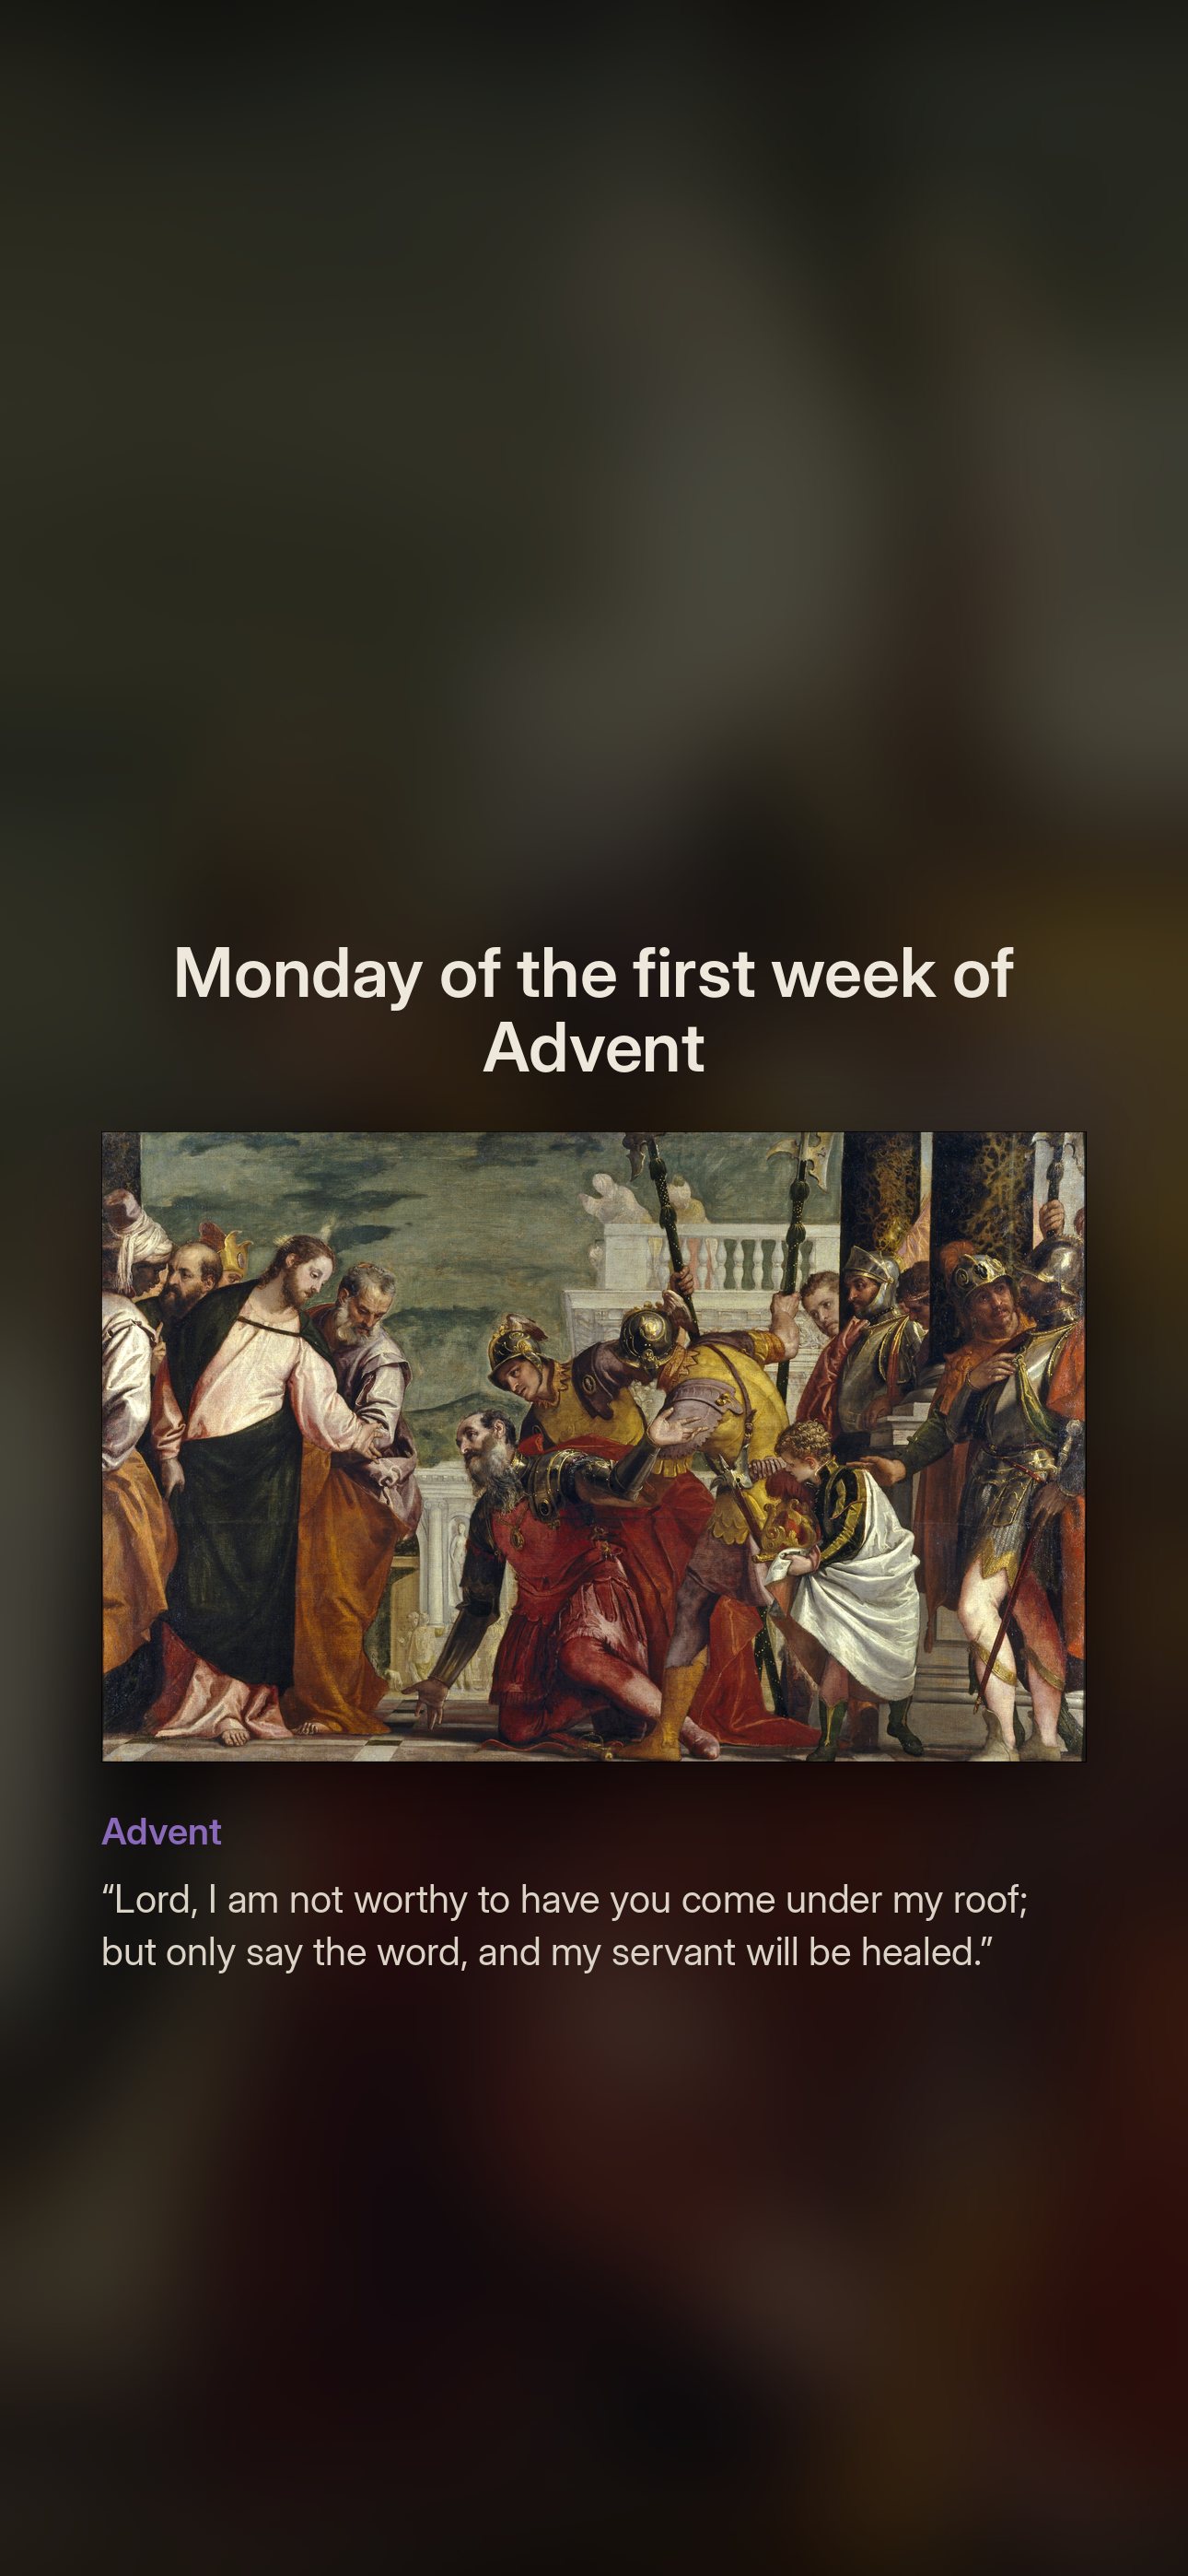 Monday of the first week of
Advent
Advent
“Lord, I am not worthy to have you come under my roof;
but only say the word, and my servant will be healed.”